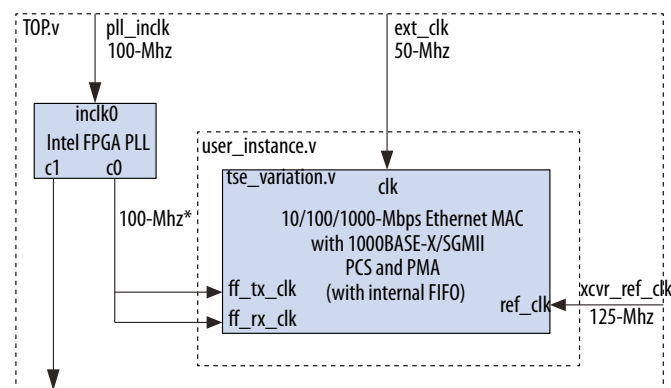 TOP.v
pll_inclk
100-Mhz
ext_clk
50-Mhz
inclk0
Intel FPGA PLL
c1 c0
100-Mhz*
user_instance.v
tse_variation.v
clk
10/100/1000-Mbps Ethernet MAC
with 1000BASE-X/SGMII
PCS and PMA
(with internal FIFO)
ff_tx_clk
ff_rx_clk
ref_clk
xcvr_ref_clk
125-Mhz